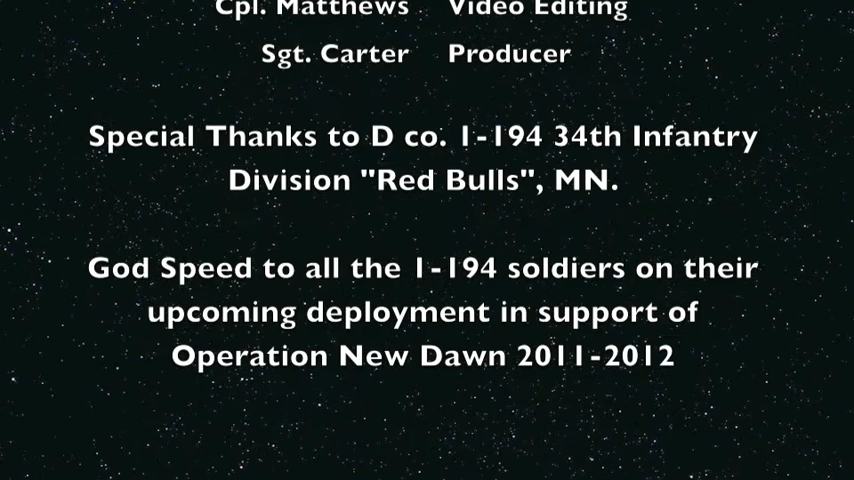 Cpl. Matthews Video Editing
Sgt. Carter Producer
Special Thanks to D co. 1-194 34th Infantry
Division "Red Bulls", MN.
God Speed to all the 1-194 soldiers on their
upcoming deployment in support of
Operation New Dawn 2011-2012